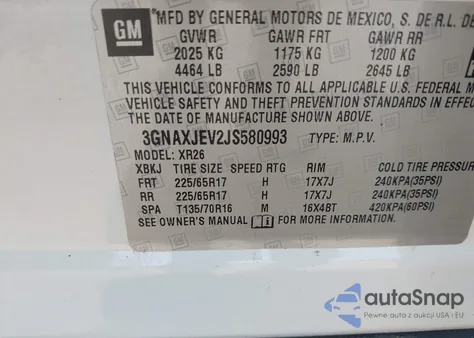 GM
*MFD BY GENERAL MOTORS DE MEXICO, S. DE R.L. DE
GVWR GAWR FRT GAWR RR
2025 KG 1175 KG 1200 KG
4464 LB 2590 LB 2645 LB
THIS VEHICLE CONFORMS TO ALL APPLICABLE U.S. FEDERAL M
VEHICLE SAFETY AND THEFT PREVENTION STANDARDS IN EFFEC
THE DATE OF MANUFACTURE SHOWN ABOVE.
3GNAXJEV2JS580993 TYPE: M.P.V.
MODEL: XR26
XBKJ TIRE SIZE SPEED RTG RIM COLD TIRE PRESSUR
FRT 225/65R17 H 17X7J 240KPA(35PSI)
RR 225/65R17 H 17X7J 240KPA(35PSI)
SPA T135/70R16 M 16X4BT 420KPA(60PSI)
SEE OWNER'S MANUAL FOR MORE INFORMATION.
autoSnap
Pewne auta z aukcji USA i EU